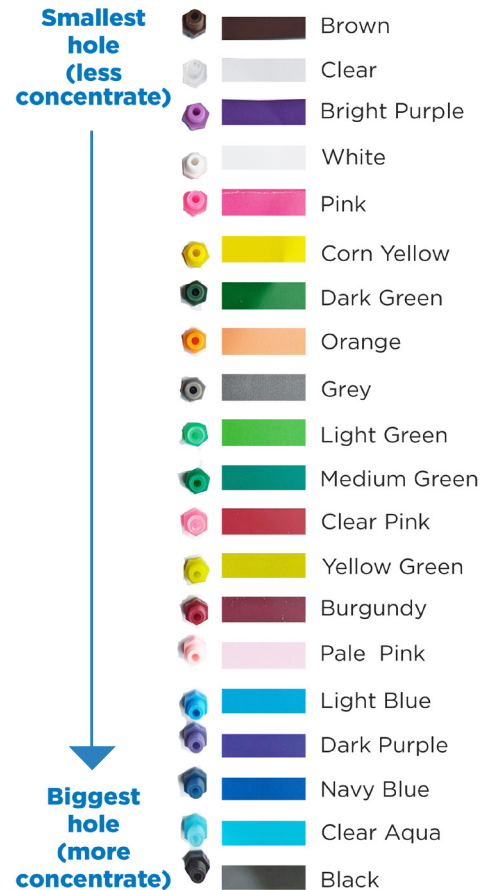 Smallest
hole
(less
concentrate)
Brown
Clear
Bright Purple
White
Pink
Corn Yellow
Dark Green
Orange
Grey
Light Green
Medium Green
Clear Pink
Yellow Green
Burgundy
Pale Pink
Light Blue
Dark Purple
Navy Blue
Clear Aqua
Black
Biggest
hole
(more
concentrate)